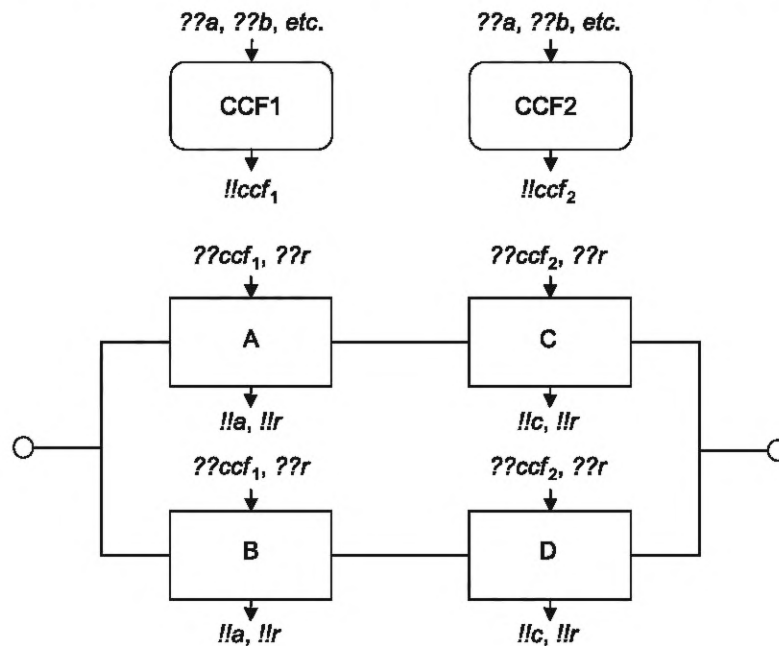 ??a, ??b, etc. ??a, ??b, etc.
CCF1 CCF2
!!ccf₁ !!ccf₂
??ccf₁, ??r ??ccf₂, ??r
A C
!!a, !!r !!c, !!r
??ccf₁, ??r ??ccf₂, ??r
B D
!!a, !!r !!c, !!r